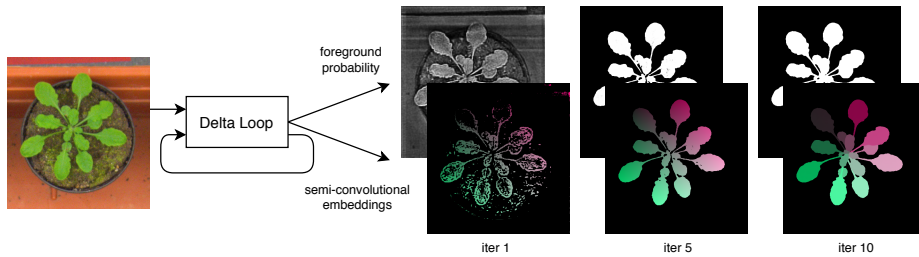 foreground
probability
Delta Loop
semi-convolutional
embeddings
iter 1
iter 5
iter 10